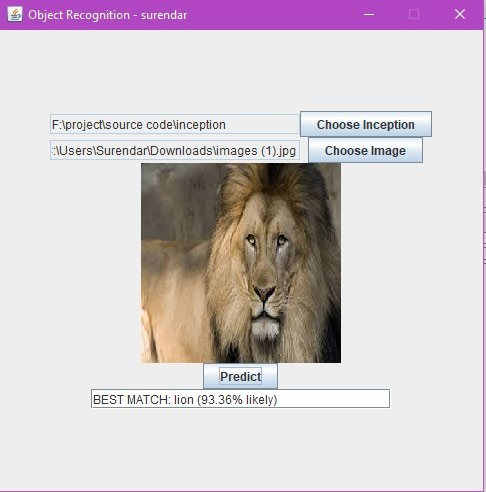 Object Recognition - surendar
F:\project\source code\inception Choose Inception
:\Users\Surendar\Downloads\images (1).jpg Choose Image
Predict
BEST MATCH: lion (93.36% likely)